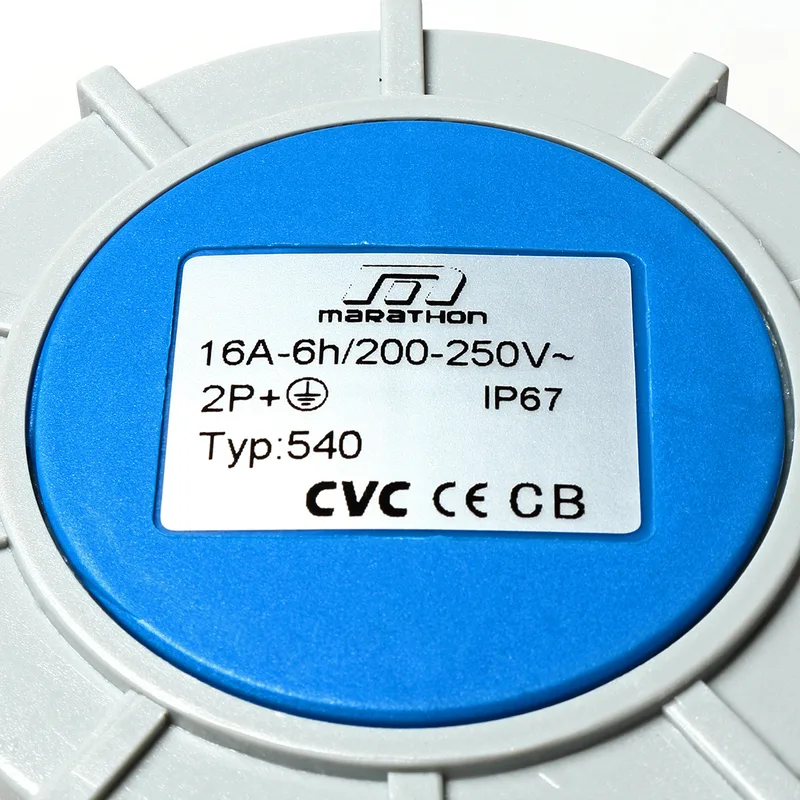 maRaTHON
16A-6h/200-250V~
2P+⏚ IP67
Typ:540
CVC CE CB